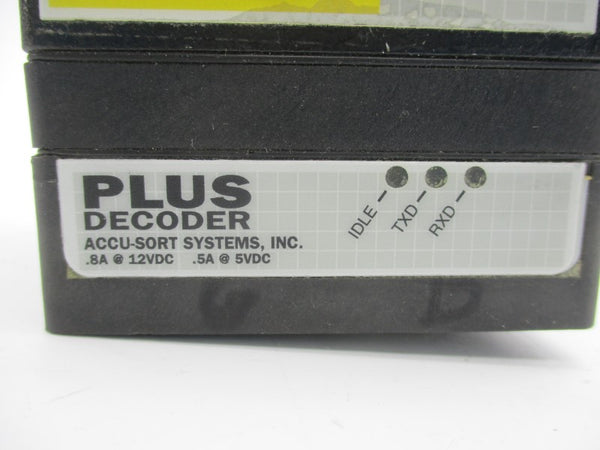 PLUS
DECODER
ACCU-SORT SYSTEMS, INC.
.8A @ 12VDC .5A @ 5VDC
IDLE
TXD
RXD